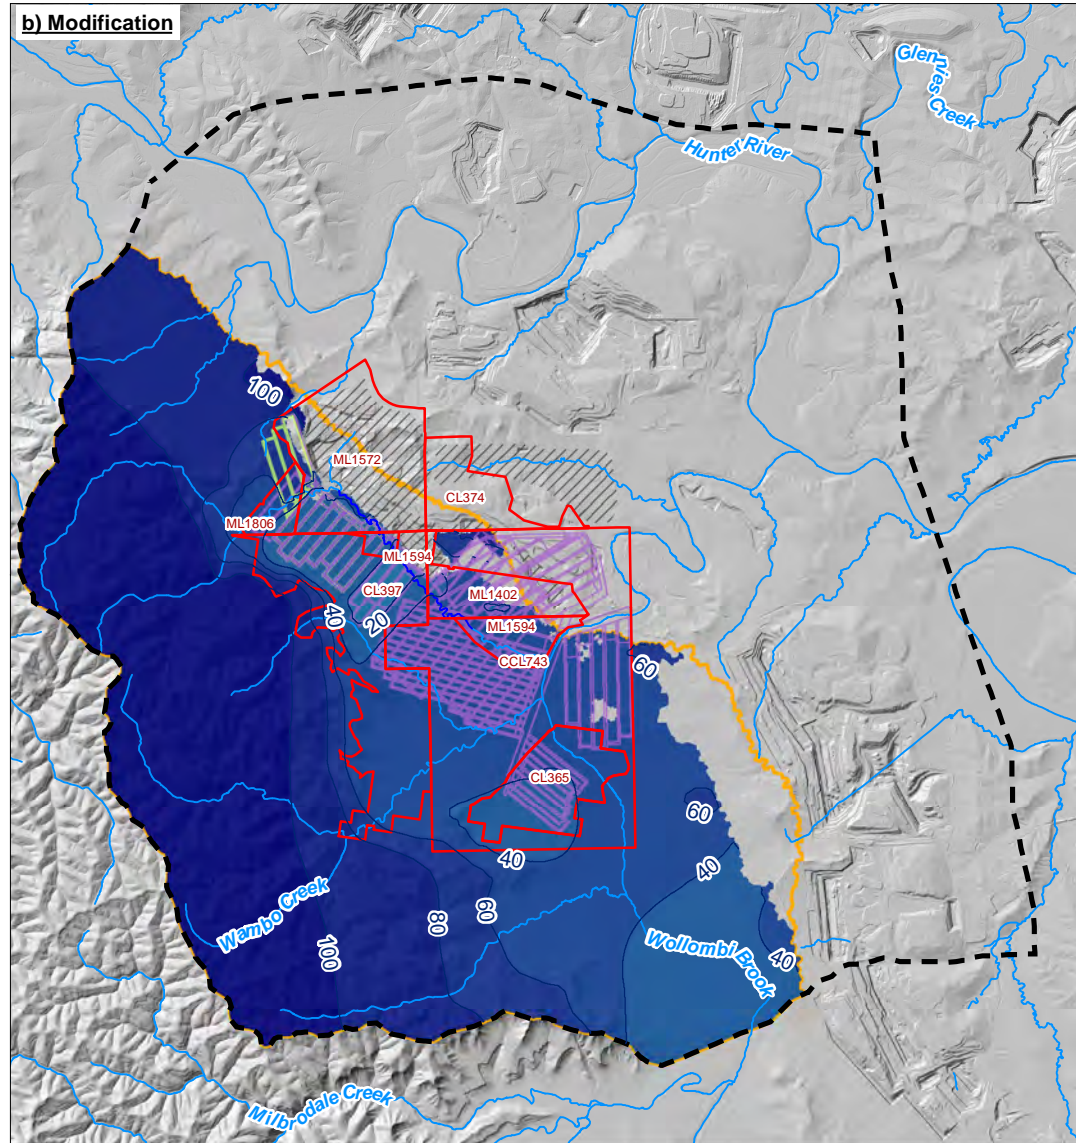 b) Modification
Glennies Creek
Hunter River
100
ML1572
CL374
ML1806
ML1594
CL397
ML1402
40
20
ML1594
CCL743
60
CL365
60
40
40
Wambo Creek
80
60
100
Wollombi Brook
40
Milbrodale Creek